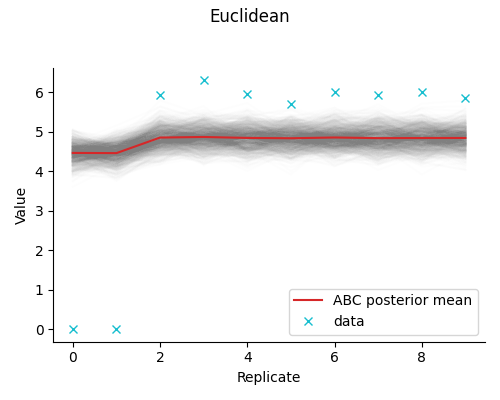 Euclidean
Value
6
5
4
3
2
1
0
ABC posterior mean
data
0
2
4
6
8
Replicate